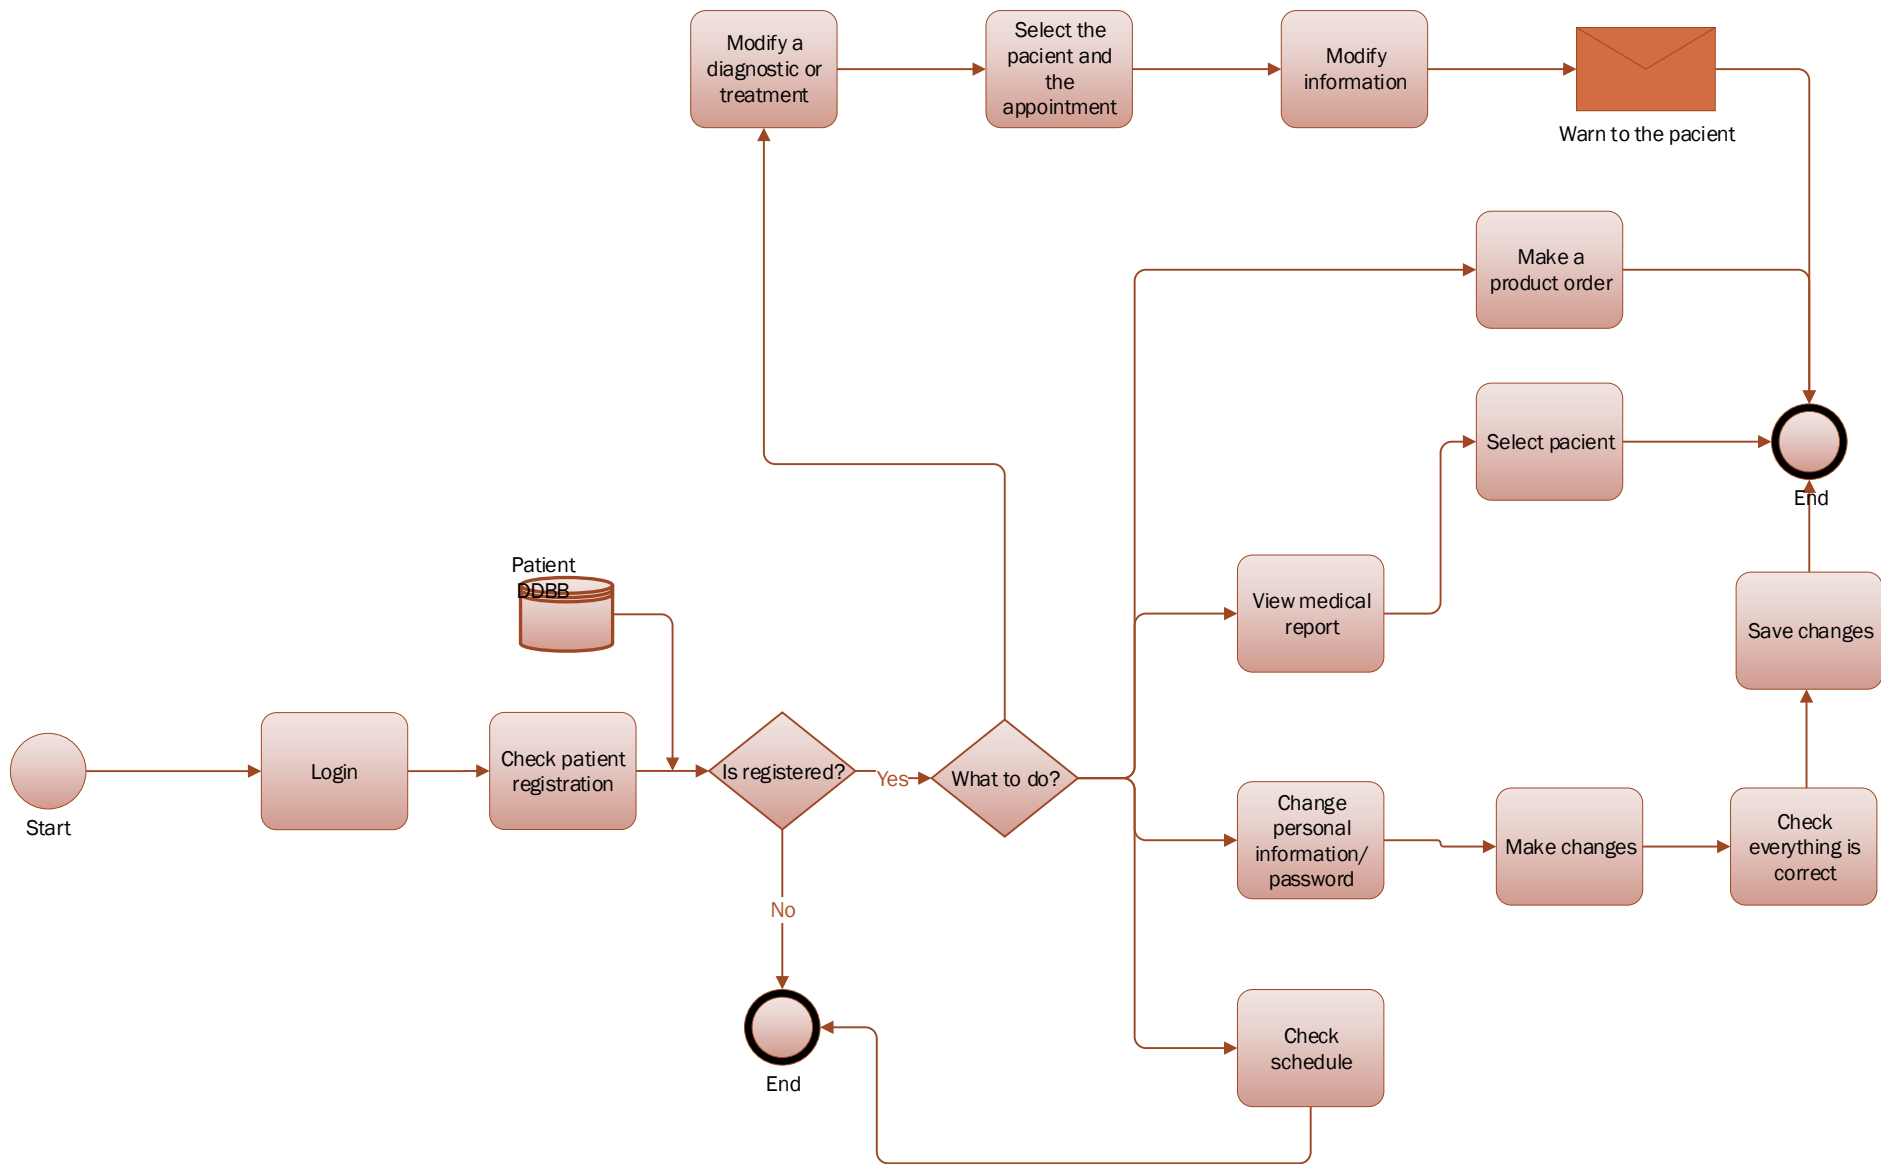 Modify a
diagnostic or
treatment
Select the
pacient and
the
appointment
Modify
information
Warn to the pacient
Make a
product order
Select pacient
End
Patient
DDBB
View medical
report
Save changes
Start
Login
Check patient
registration
Is registered?
Yes
What to do?
Change
personal
information/
password
Make changes
Check
everything is
correct
No
End
Check
schedule